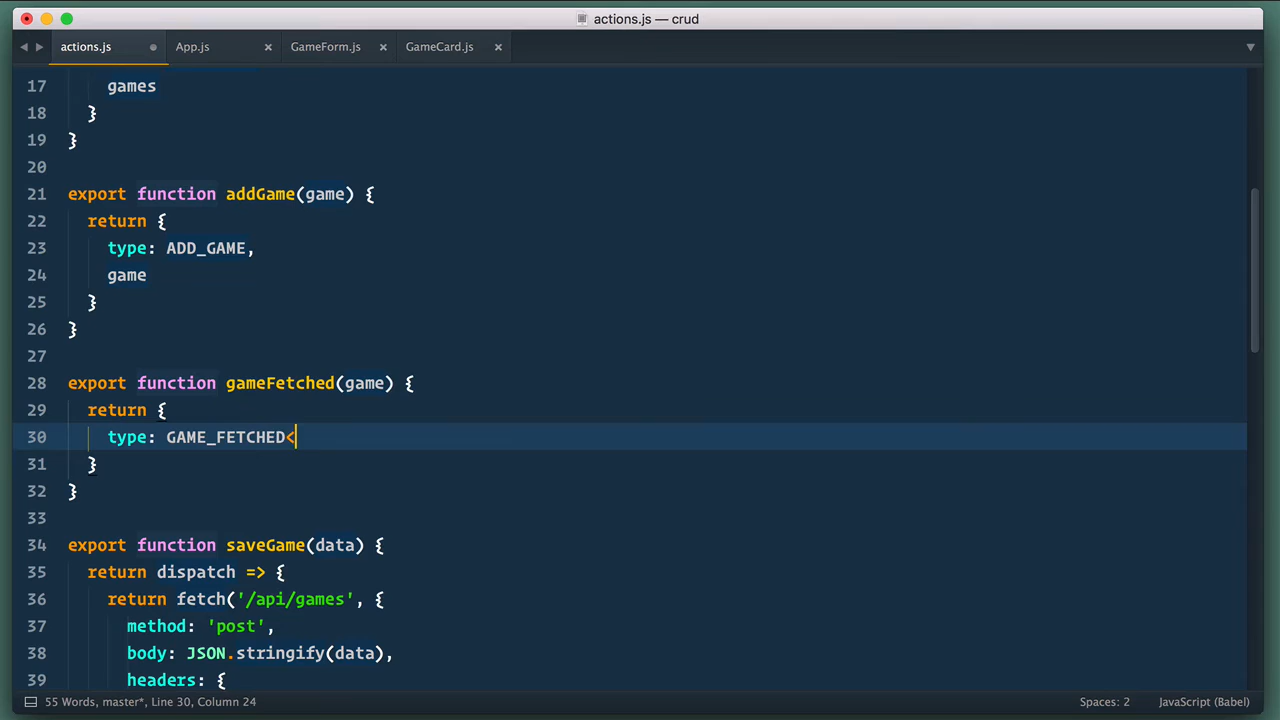 actions.js — crud
actions.js App.js GameForm.js GameCard.js
17 games
18 }
19 }
20
21 export function addGame(game) {
22 return {
23 type: ADD_GAME,
24 game
25 }
26 }
27
28 export function gameFetched(game) {
29 return {
30 type: GAME_FETCHED<
31 }
32 }
33
34 export function saveGame(data) {
35 return dispatch => {
36 return fetch('/api/games', {
37 method: 'post',
38 body: JSON.stringify(data),
39 headers: {
55 Words, master*, Line 30, Column 24 Spaces: 2 JavaScript (Babel)